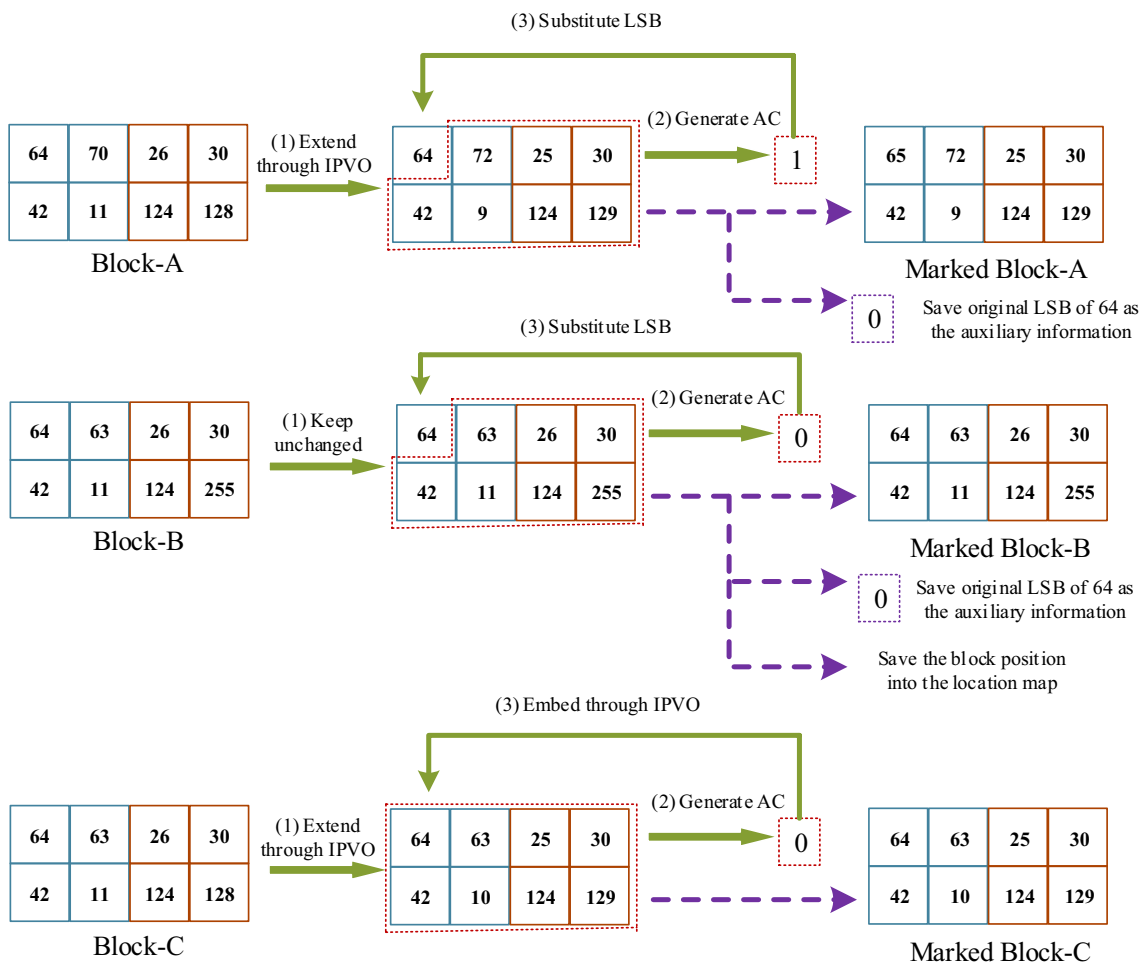 (3) Substitute LSB
(1) Extend
through IPVO
(2) Generate AC
64 70 26 30
42 11 124 128
64 72 25 30
42 9 124 129
1
65 72 25 30
42 9 124 129
Block-A
Marked Block-A
0
Save original LSB of 64 as
the auxiliary information
(3) Substitute LSB
(1) Keep
unchanged
(2) Generate AC
64 63 26 30
42 11 124 255
64 63 26 30
42 11 124 255
0
64 63 26 30
42 11 124 255
Block-B
Marked Block-B
0
Save original LSB of 64 as
the auxiliary information
Save the block position
into the location map
(3) Embed through IPVO
(1) Extend
through IPVO
(2) Generate AC
64 63 26 30
42 11 124 128
64 63 25 30
42 10 124 129
0
64 63 25 30
42 10 124 129
Block-C
Marked Block-C